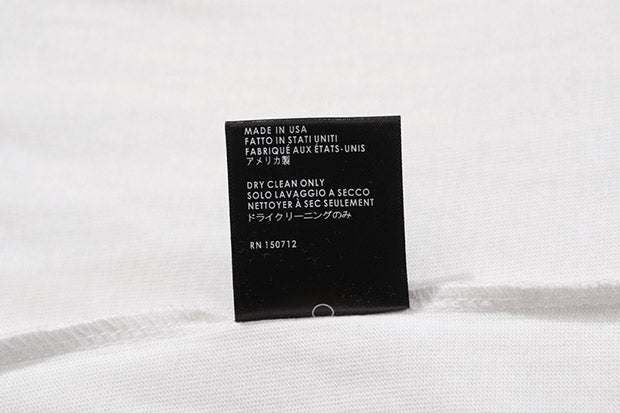 MADE IN USA
FATTO IN STATI UNITI
FABRIQUÉ AUX ÉTATS-UNIS
アメリカ製
DRY CLEAN ONLY
SOLO LAVAGGIO A SECCO
NETTOYER À SEC SEULEMENT
ドライクリーニングのみ
RN 150712